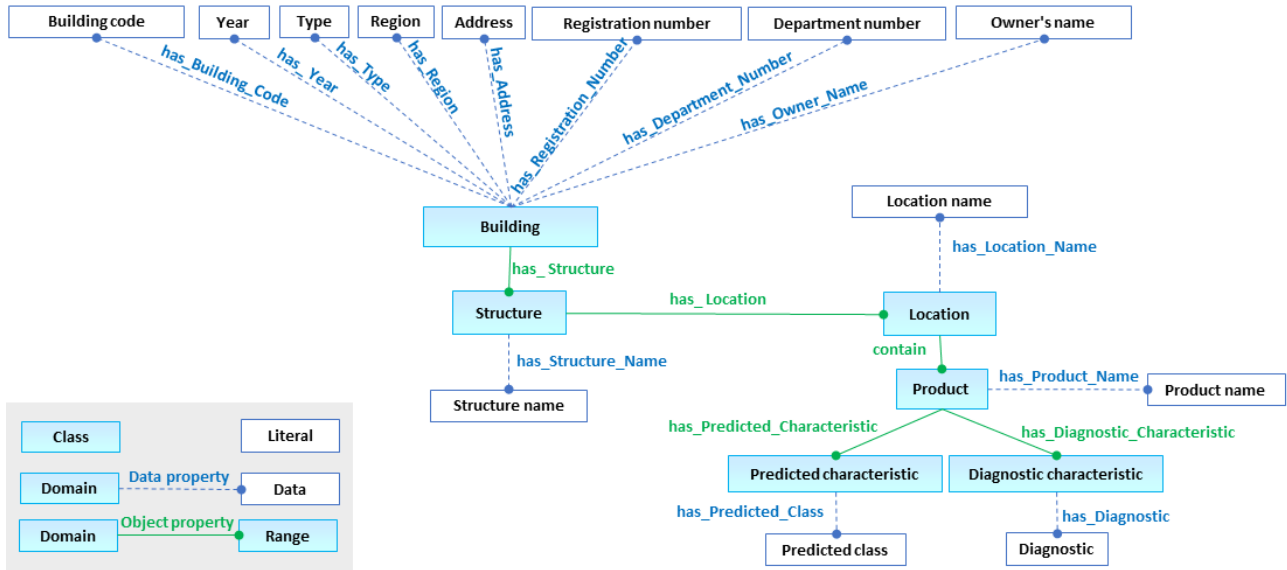 Building code
Year
Type
Region
Address
Registration number
Department number
Owner's name
has_Building_Code
has_ Year
has_Type
has_Region
has_Address
has_Registration_Number
has_Department_Number
has_Owner_Name
Building
Location name
has_ Structure
has_Location_Name
Structure
has_ Location
Location
has_Structure_Name
contain
Structure name
Product
has_Product_Name
Product name
has_Predicted_Characteristic
has_Diagnostic_Characteristic
Predicted characteristic
Diagnostic characteristic
has_Predicted_Class
has_Diagnostic
Predicted class
Diagnostic
Class
Literal
Domain
Data property
Data
Domain
Object property
Range